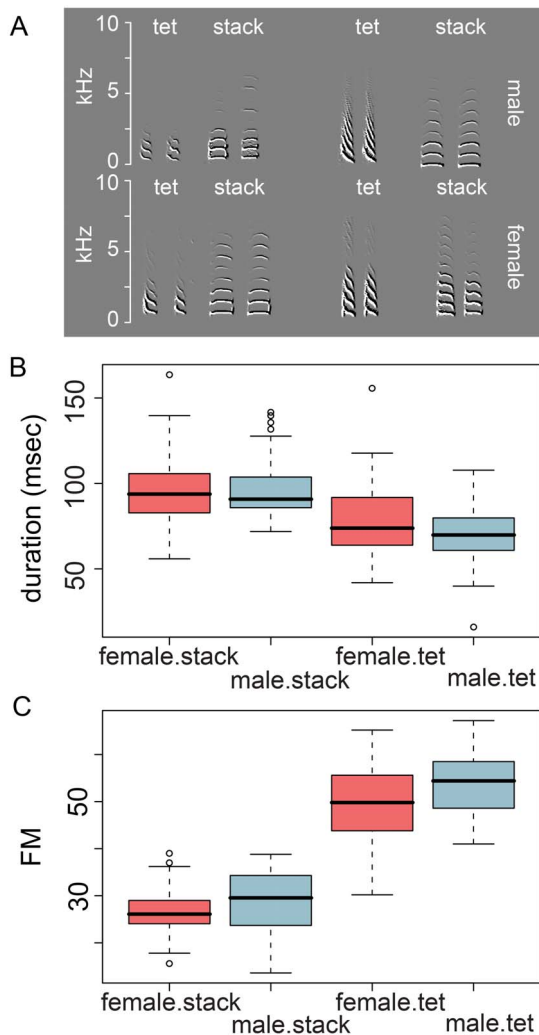 A
10
tet stack tet stack
kHz
5
male
0
10
tet stack tet stack
kHz
5
female
0
B
150
duration (msec)
100
50
female.stack female.tet
male.stack male.tet
C
50
FM
30
female.stack female.tet
male.stack male.tet